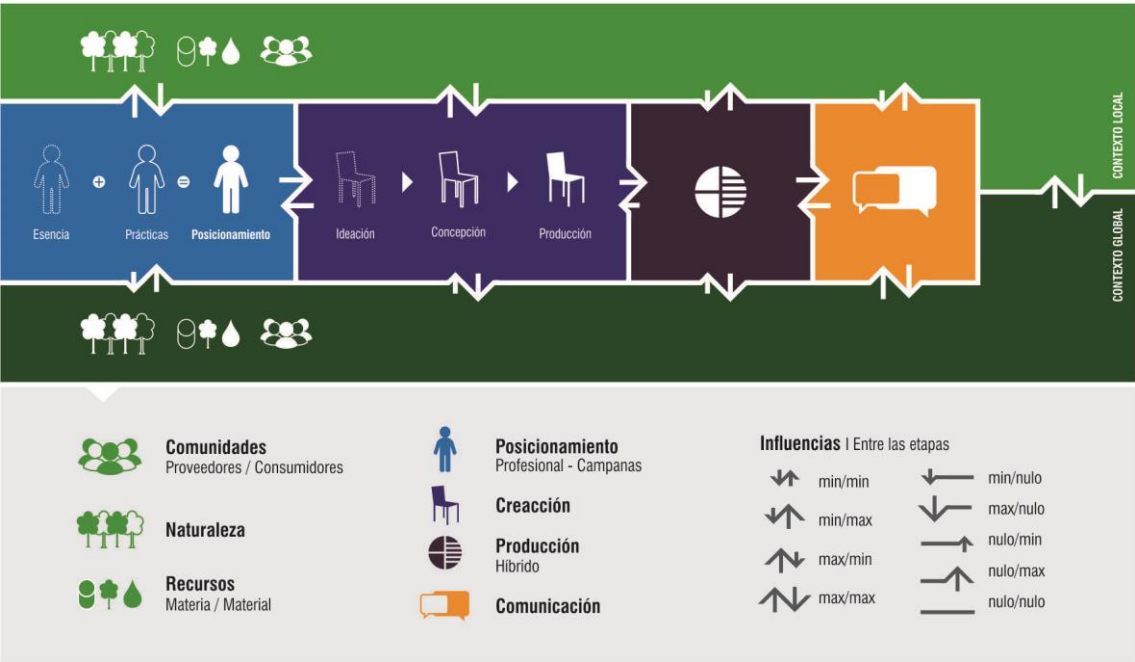 CONTEXTO LOCAL
CONTEXTO GLOBAL
Esencia
Prácticas
Posicionamiento
Ideación
Concepción
Producción
Comunidades
Proveedores / Consumidores
Naturaleza
Recursos
Materia / Material
Posicionamiento
Profesional - Campanas
Creacción
Producción
Híbrido
Comunicación
Influencias I Entre las etapas
min/min
min/max
max/min
max/max
min/nulo
max/nulo
nulo/min
nulo/max
nulo/nulo